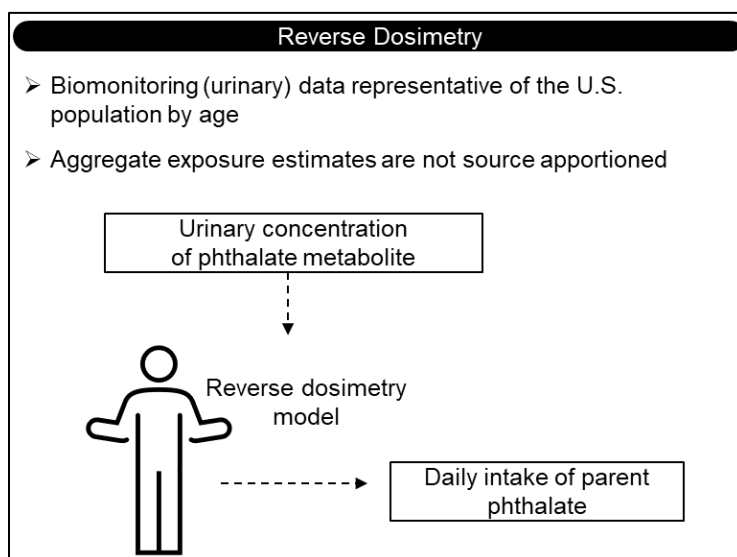 Reverse Dosimetry
➢ Biomonitoring (urinary) data representative of the U.S.
population by age
➢ Aggregate exposure estimates are not source apportioned
Urinary concentration
of phthalate metabolite
Reverse dosimetry
model
Daily intake of parent
phthalate